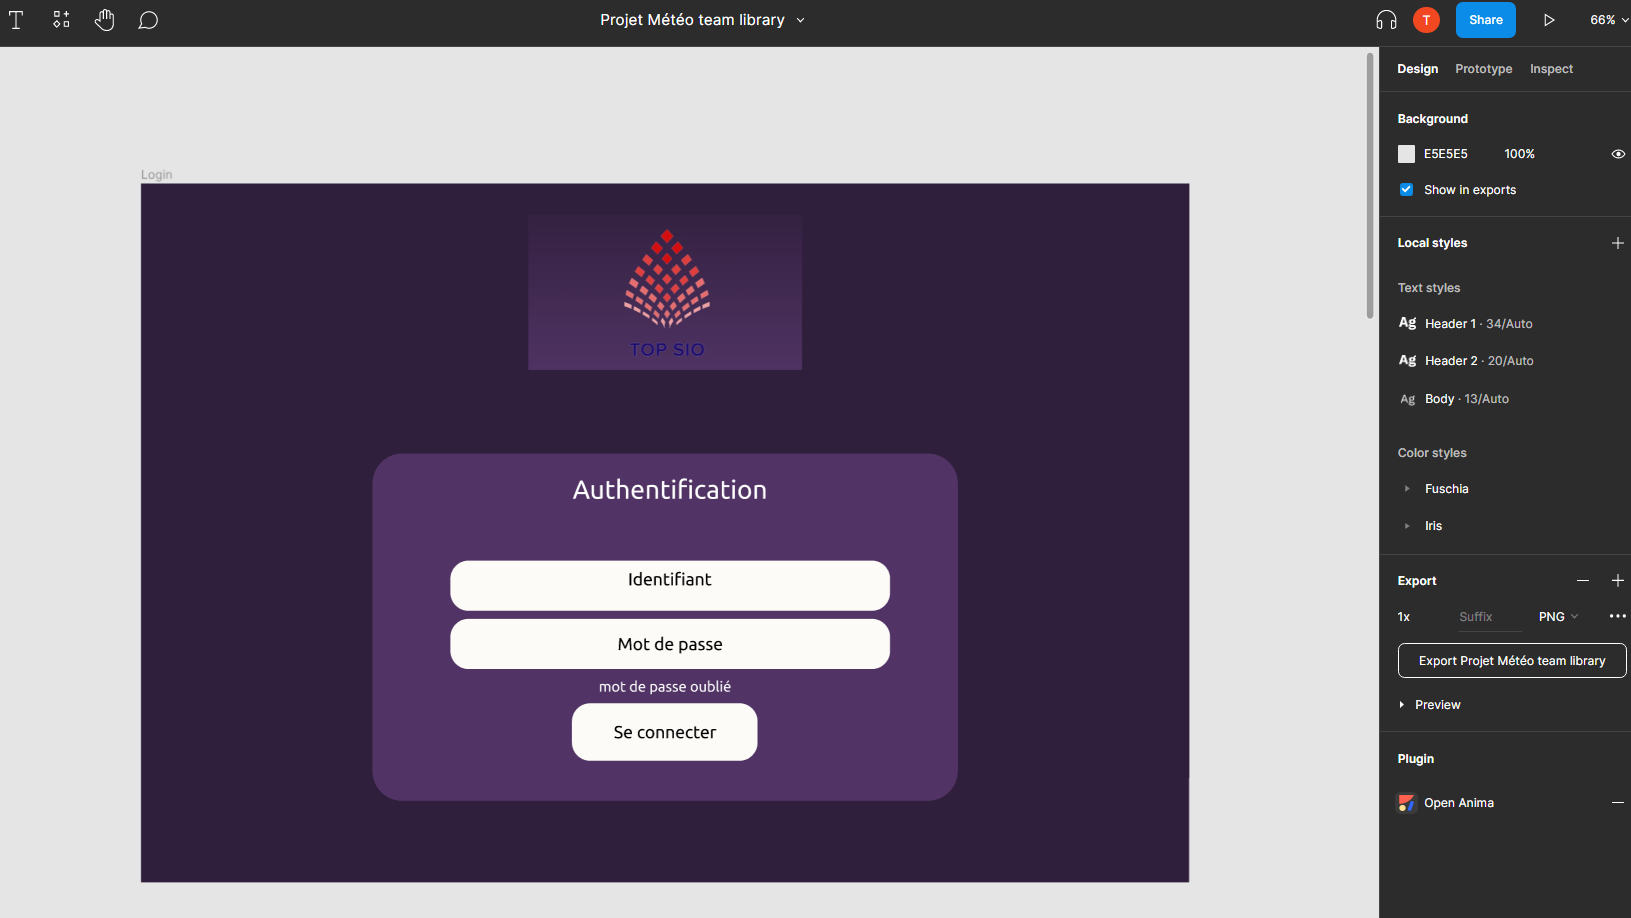 Projet Météo team library
T
Share
66%
Design Prototype Inspect
Background
E5E5E5 100%
Show in exports
Local styles
Text styles
Ag Header 1 · 34/Auto
Ag Header 2 · 20/Auto
Ag Body · 13/Auto
Color styles
Fuschia
Iris
Export
1x Suffix PNG
Export Projet Météo team library
Preview
Plugin
Open Anima
Login
TOP SIO
Authentification
Identifiant
Mot de passe
mot de passe oublié
Se connecter